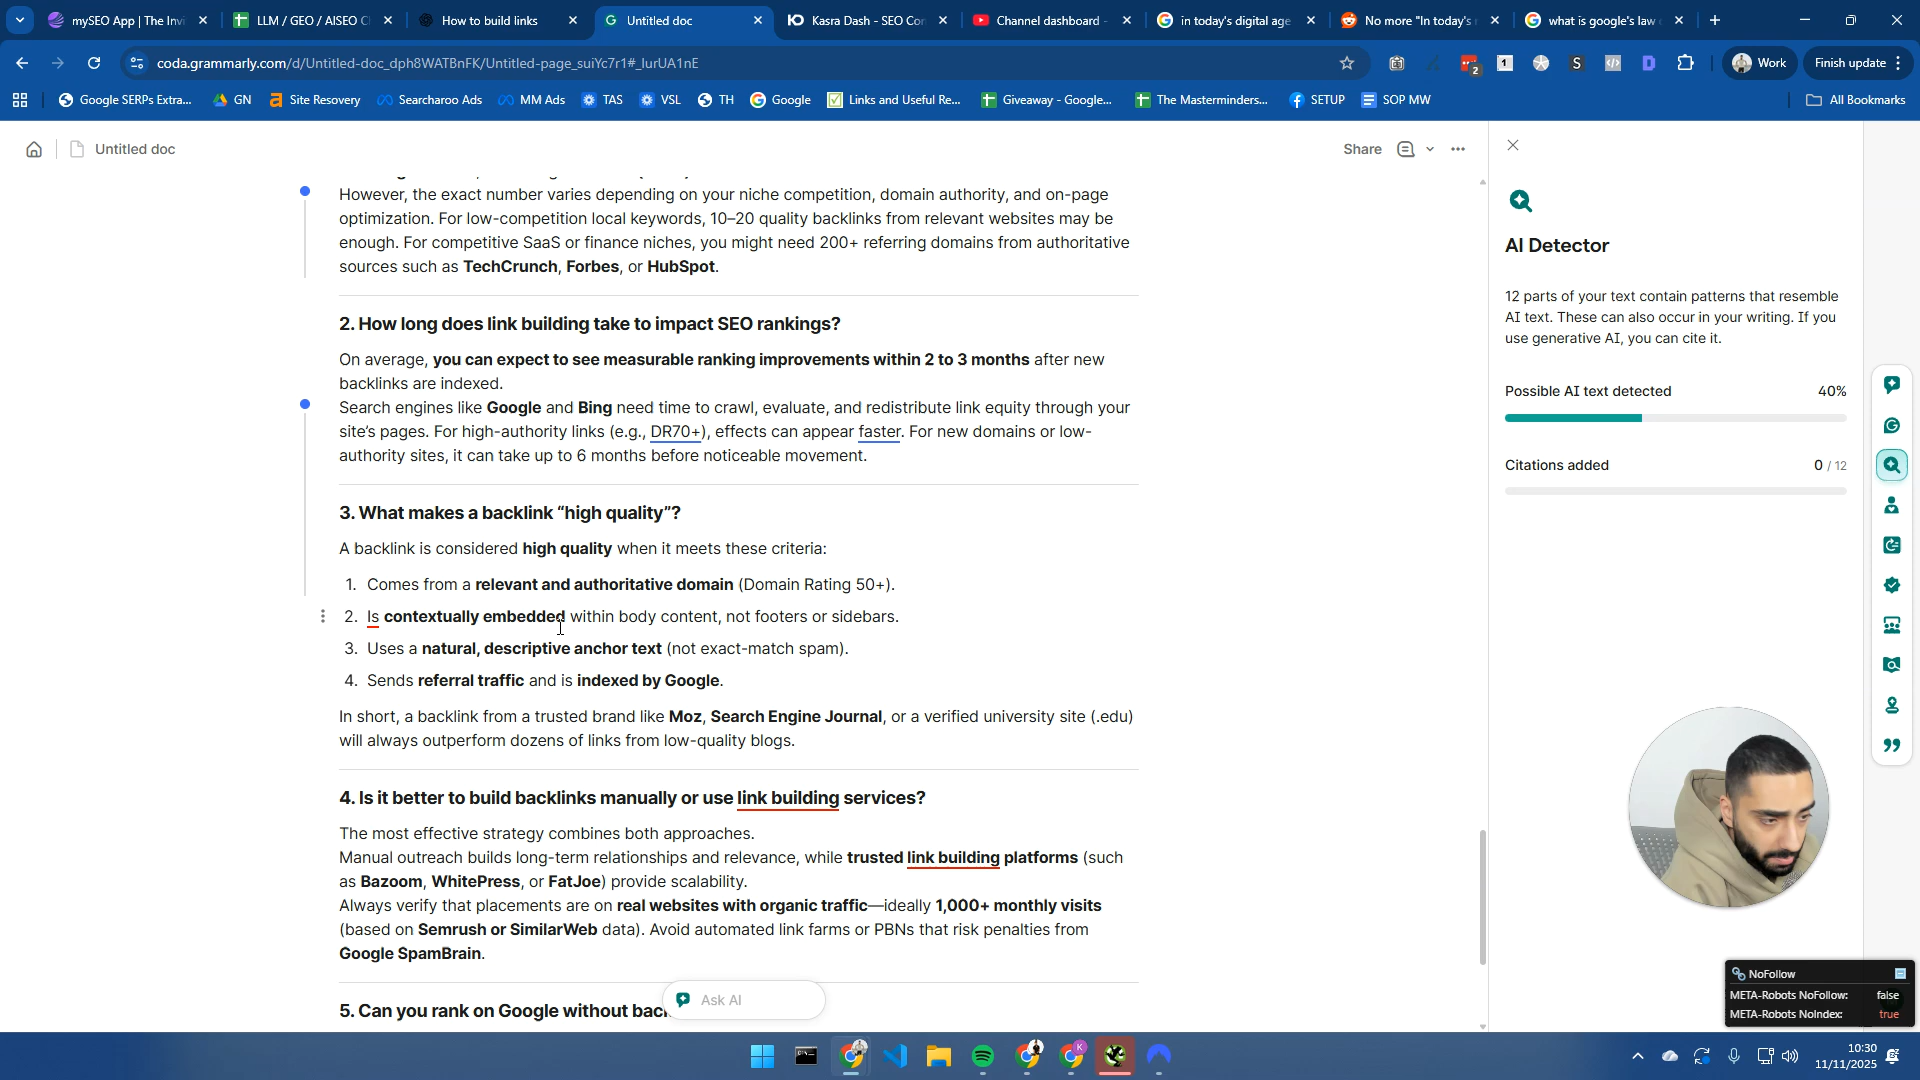 mySEO App | The Invi
LLM / GEO / AISEO C
How to build links
Untitled doc
Kasra Dash - SEO Con
Channel dashboard -
in today's digital age
No more "In today's
what is google's law
coda.grammarly.com/d/Untitled-doc_dph8WATBnFK/Untitled-page_suiYc7r1#_lurUA1nE
2
1
Work
Finish update
Google SERPs Extra...
GN
Site Recovery
Searcharoo Ads
MM Ads
TAS
VSL
TH
Google
Links and Useful Re...
Giveaway - Google...
The Masterminders...
SETUP
SOP MW
All Bookmarks
Untitled doc
Share
However, the exact number varies depending on your niche competition, domain authority, and on-page
optimization. For low-competition local keywords, 10–20 quality backlinks from relevant websites may be
enough. For competitive SaaS or finance niches, you might need 200+ referring domains from authoritative
sources such as TechCrunch, Forbes, or HubSpot.
2. How long does link building take to impact SEO rankings?
On average, you can expect to see measurable ranking improvements within 2 to 3 months after new
backlinks are indexed.
Search engines like Google and Bing need time to crawl, evaluate, and redistribute link equity through your
site's pages. For high-authority links (e.g., DR70+), effects can appear faster. For new domains or low-
authority sites, it can take up to 6 months before noticeable movement.
3. What makes a backlink “high quality”?
A backlink is considered high quality when it meets these criteria:
1. Comes from a relevant and authoritative domain (Domain Rating 50+).
2. Is contextually embedded within body content, not footers or sidebars.
3. Uses a natural, descriptive anchor text (not exact-match spam).
4. Sends referral traffic and is indexed by Google.
In short, a backlink from a trusted brand like Moz, Search Engine Journal, or a verified university site (.edu)
will always outperform dozens of links from low-quality blogs.
4. Is it better to build backlinks manually or use link building services?
The most effective strategy combines both approaches.
Manual outreach builds long-term relationships and relevance, while trusted link building platforms (such
as Bazoom, WhitePress, or FatJoe) provide scalability.
Always verify that placements are on real websites with organic traffic—ideally 1,000+ monthly visits
(based on Semrush or SimilarWeb data). Avoid automated link farms or PBNs that risk penalties from
Google SpamBrain.
5. Can you rank on Google without bac
Ask AI
AI Detector
12 parts of your text contain patterns that resemble
AI text. These can also occur in your writing. If you
use generative AI, you can cite it.
Possible AI text detected 40%
Citations added 0 / 12
NoFollow
META-Robots NoFollow: false
META-Robots NoIndex: true
10:30
11/11/2025